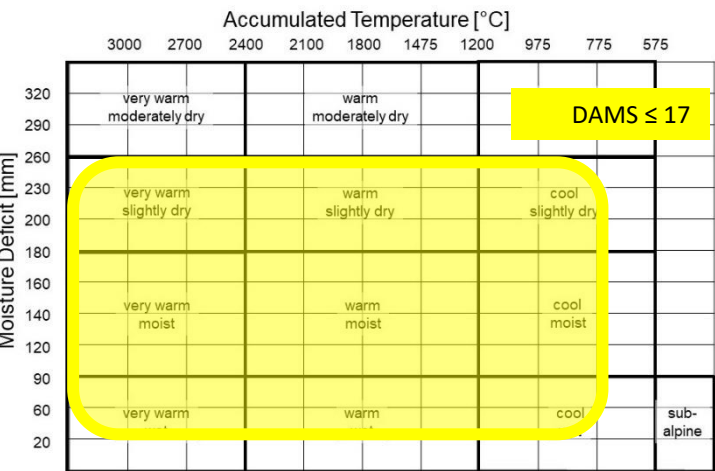 Accumulated Temperature [°C]
3000 2700 2400 2100 1800 1475 1200 975 775 575
Moisture Deficit [mm]
320
290
260
230
200
180
160
140
120
90
60
20
very warm
moderately dry
warm
moderately dry
DAMS ≤ 17
very warm
slightly dry
warm
slightly dry
cool
slightly dry
very warm
moist
warm
moist
cool
moist
very warm
warm
cool
sub-
alpine